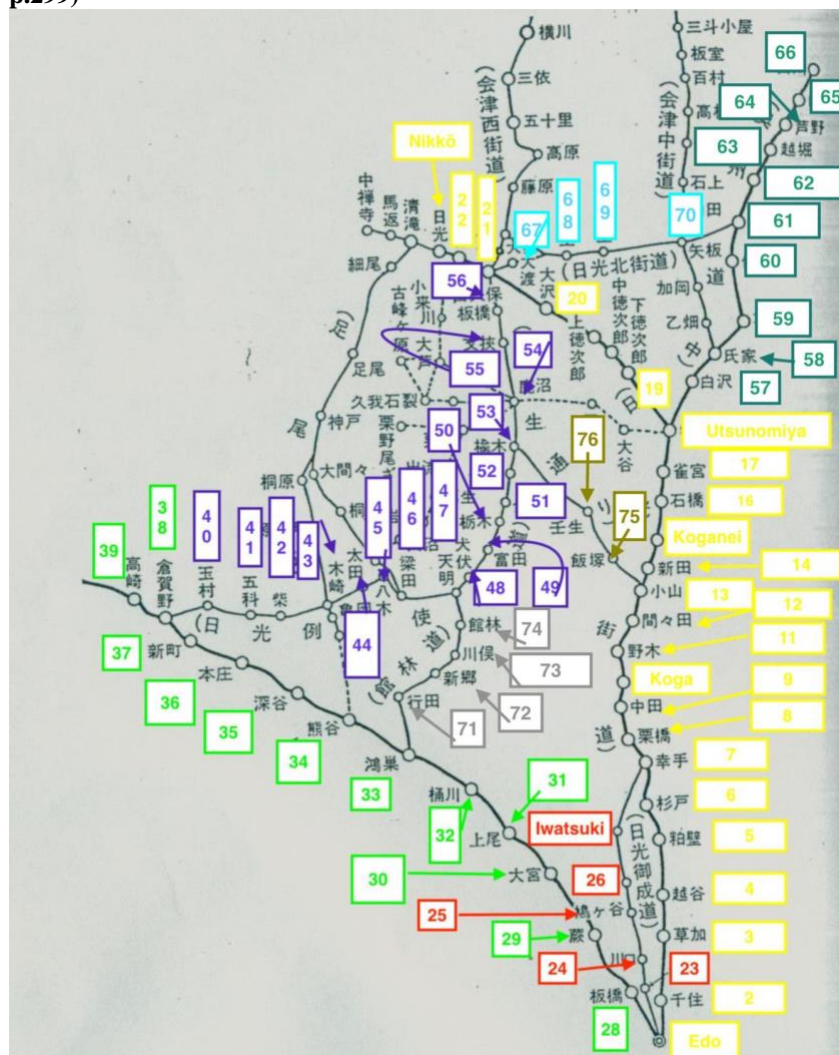 p.299)
横川
三斗小屋
板室
66
三依
百村
65
(会津西街道)
(会津中街道)
64
芦野
五十里
63
越堀
Nikkō
高原
石上
62
中禅寺
馬返
清滝
日光
22
21
藤原
67
68
69
70
61
大渡
(日光北街道)
矢板
道
60
細尾
56
板橋
大沢
20
中徳次郎
下徳次郎
上徳次郎
加岡
乙畑
59
小来川
古峰ヶ原
文挟
54
氏家
58
足尾
55
19
白沢
57
久我石裂
50
53
76
大谷
Utsunomiya
尾
神戸
楡木
生
雀宮
17
桐原
大間々
52
通
石橋
16
38
40
41
42
43
45
46
47
51
壬生
75
栃木
飯塚
Koganei
39
高崎
倉賀野
玉村
五科
柴
木崎
太田
八木
梁田
天明
犬伏
富田
新田
14
48
49
小山
13
(日光例
使
道)
44
間々田
12
37
新町
館林
74
街
野木
11
本庄
(館林道)
川俣
73
36
深谷
新郷
72
Koga
35
熊谷
行田
71
中田
9
34
栗橋
8
道)
鴻巣
幸手
7
33
桶川
31
杉戸
6
32
上尾
Iwatsuki
粕壁
5
(日光御成道)
30
大宮
26
越谷
4
25
鳩ヶ谷
29
蕨
草加
3
24
川口
23
板橋
千住
2
28
Edo